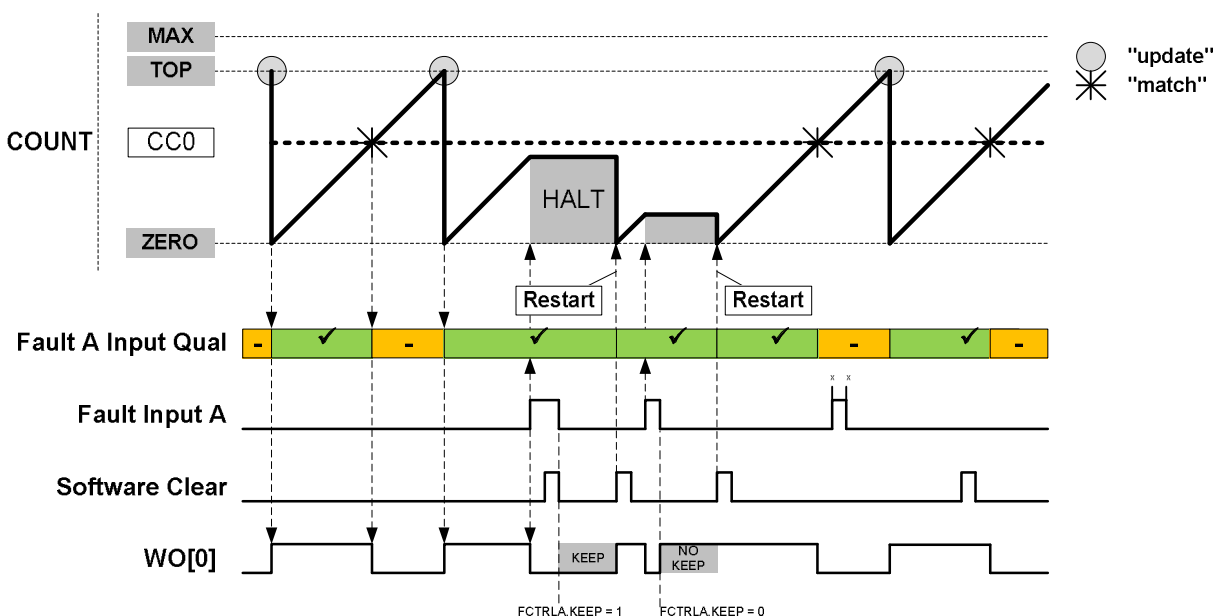 MAX
TOP
"update"
"match"
COUNT
CC0
HALT
ZERO
Restart
Restart
Fault A Input Qual
- ✓ - ✓ ✓ ✓ - ✓ -
x x
Fault Input A
Software Clear
WO[0]
KEEP
NO
KEEP
FCTRLA.KEEP = 1
FCTRLA.KEEP = 0